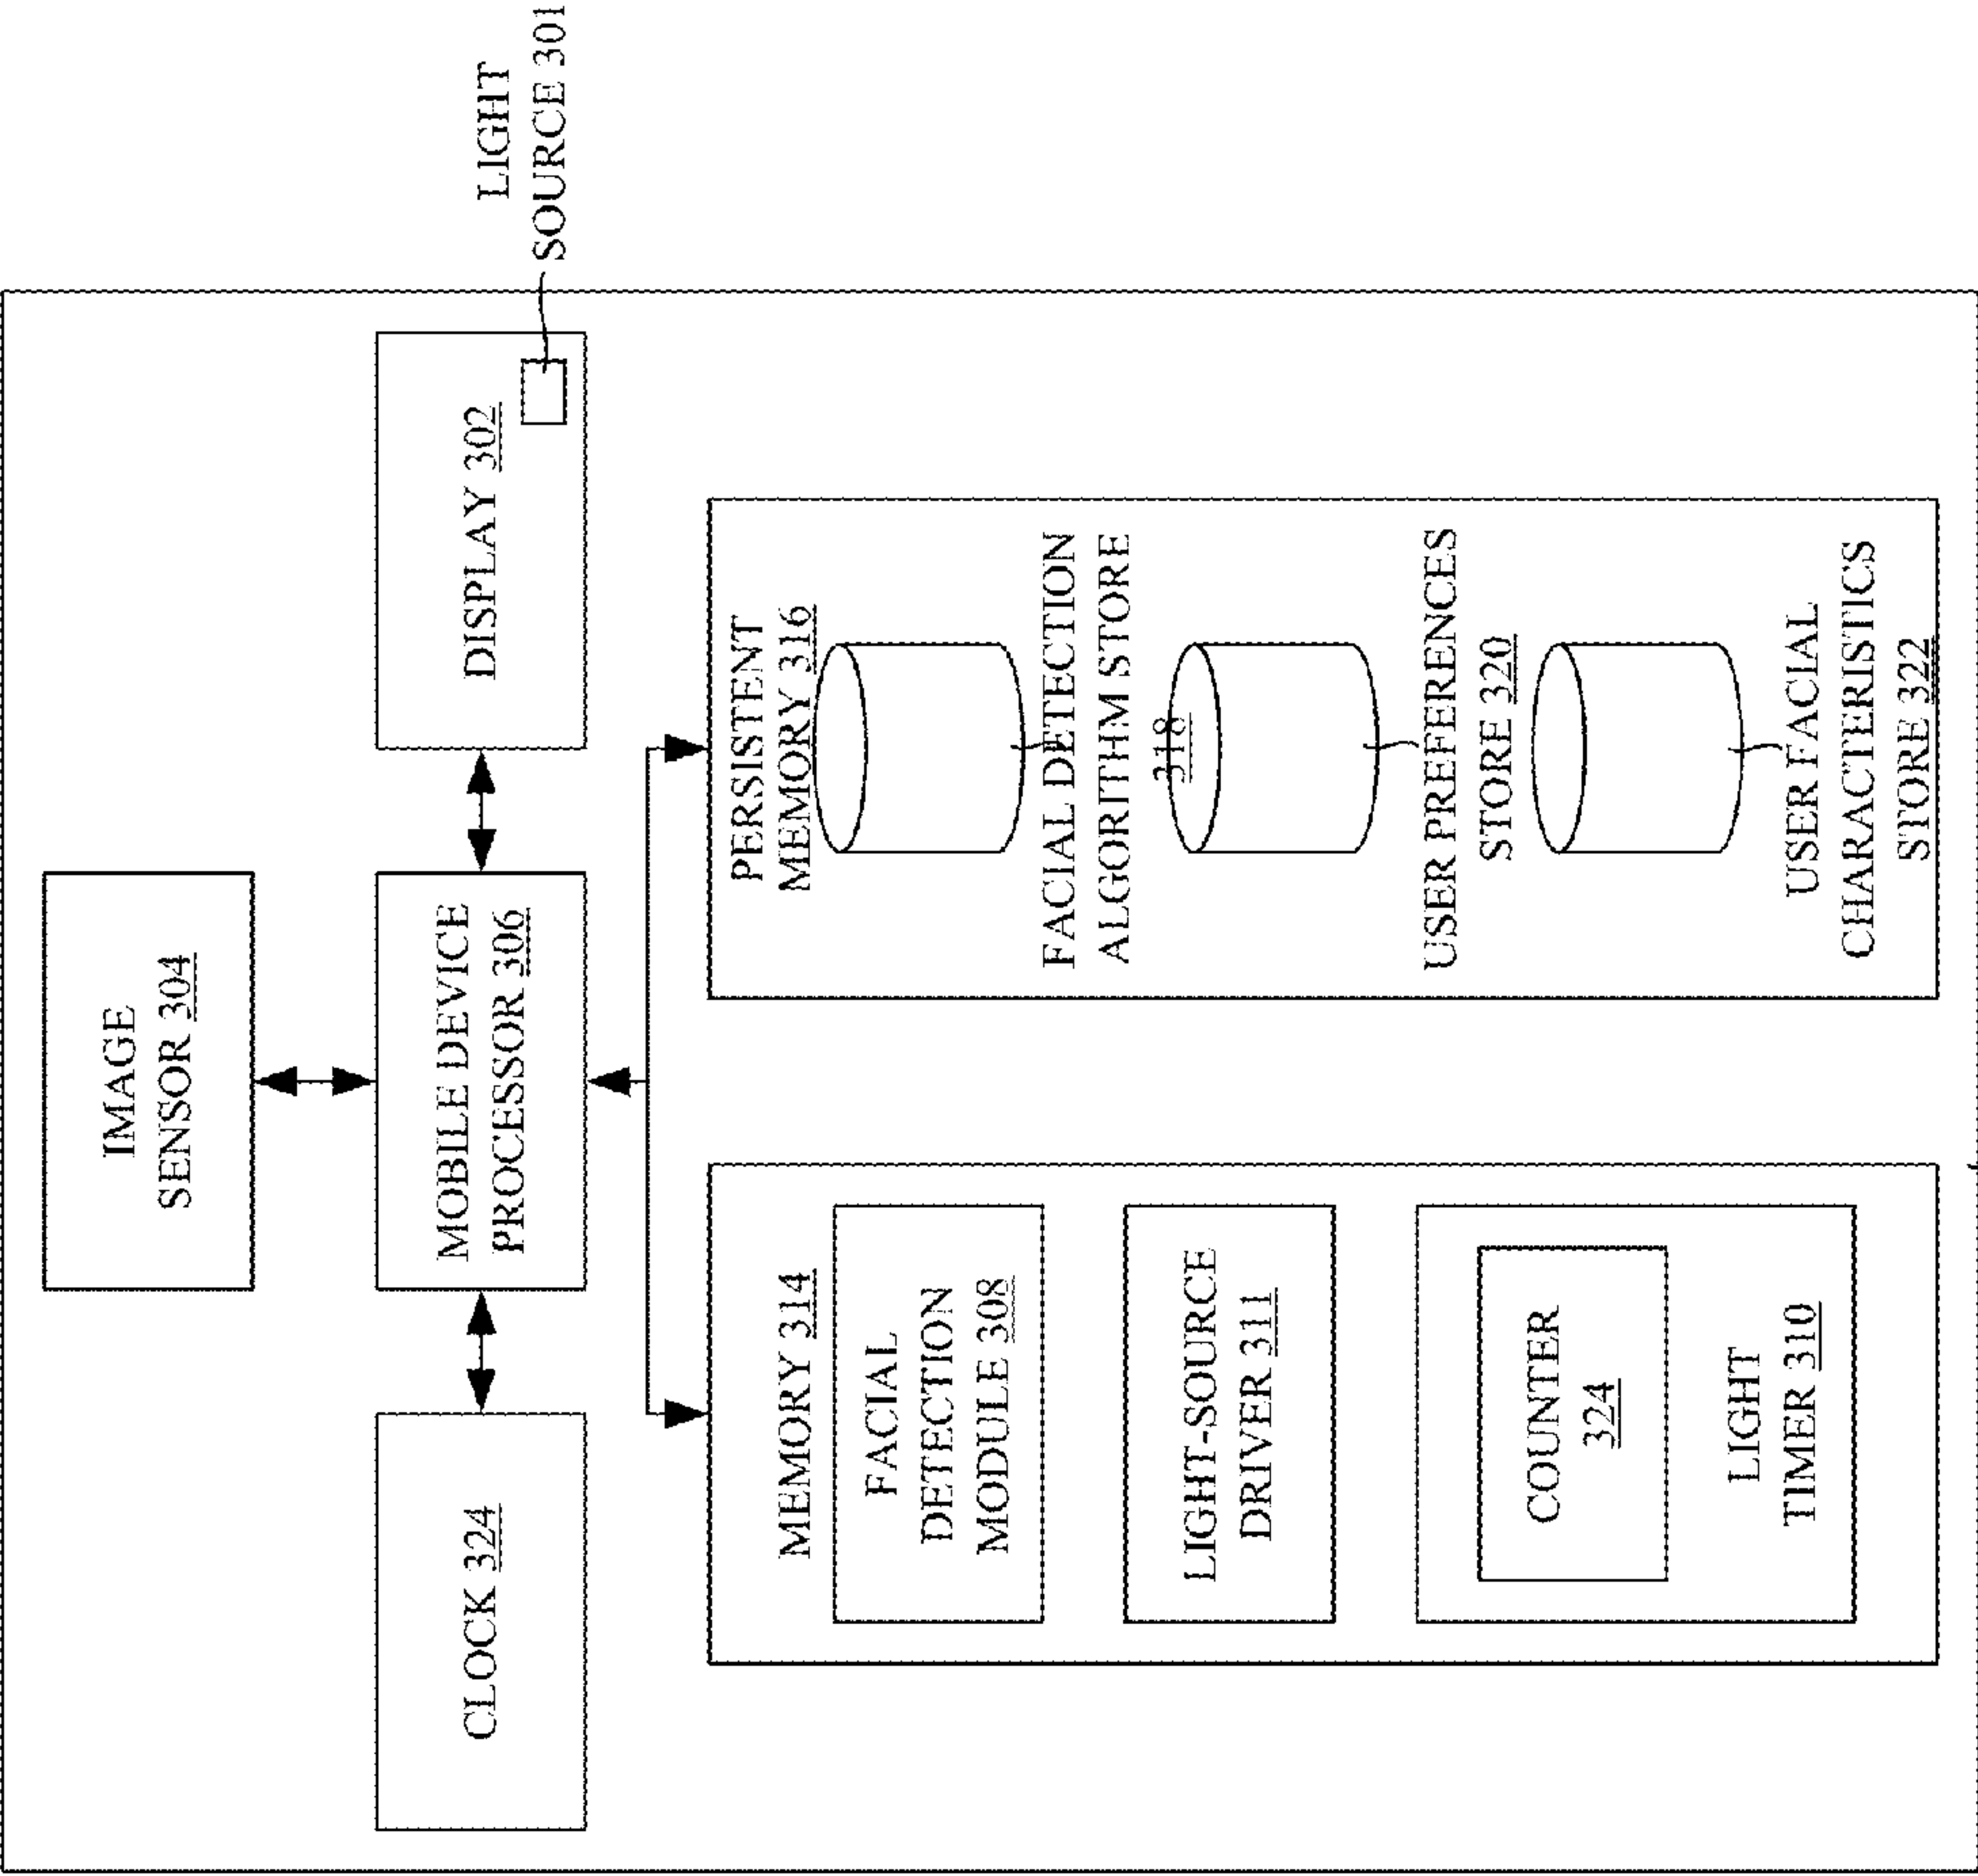 LIGHT
SOURCE 301
IMAGE
SENSOR 304
CLOCK 324
MOBILE DEVICE
PROCESSOR 306
DISPLAY 302
MEMORY 314
FACIAL
DETECTION
MODULE 308
LIGHT-SOURCE
DRIVER 311
COUNTER
324
LIGHT
TIMER 310
PERSISTENT
MEMORY 316
FACIAL DETECTION
ALGORITHM STORE
318
USER PREFERENCES
STORE 320
USER FACIAL
CHARACTERISTICS
STORE 322